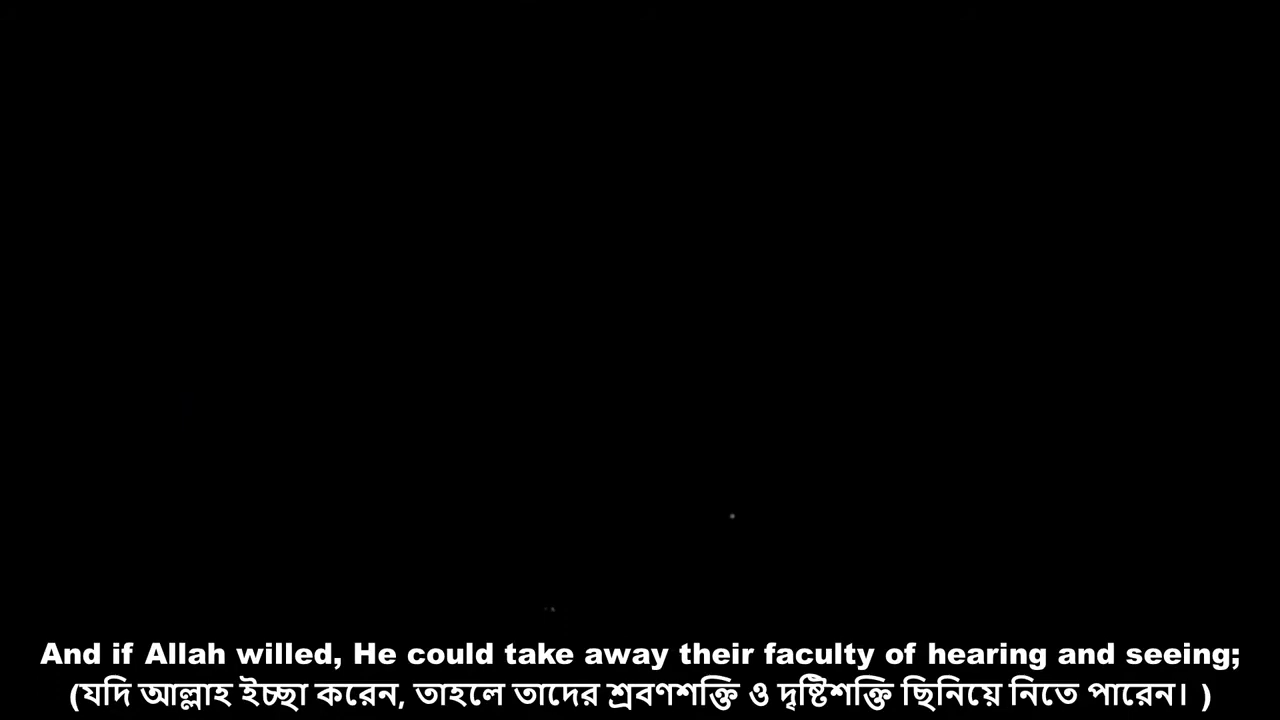 And if Allah willed, He could take away their faculty of hearing and seeing;
(যদি আল্লাহ ইচ্ছা করেন, তাহলে তাদের শ্রবণশক্তি ও দৃষ্টিশক্তি ছিনিয়ে নিতে পারেন। )